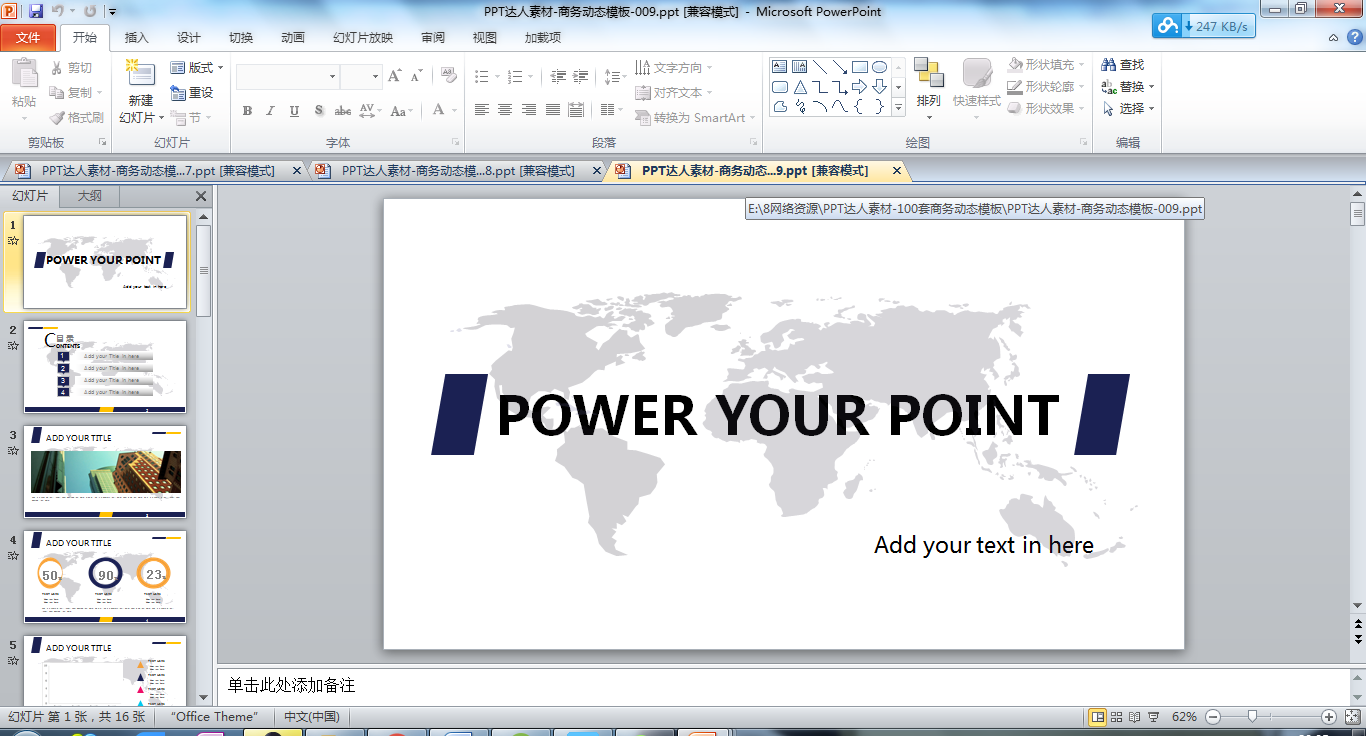 PPT达人素材-商务动态模板-009.ppt [兼容模式] - Microsoft PowerPoint
247 KB/s
文件 开始 插入 设计 切换 动画 幻灯片放映 审阅 视图 加载项
粘贴 剪切 复制 格式刷
新建 幻灯片 版式 重设 节
B I U S abc AV Aa A
文字方向 对齐文本 转换为 SmartArt
排列 快速样式 形状填充 形状轮廓 形状效果
查找 替换 选择
剪贴板 幻灯片 字体 段落 绘图 编辑
PPT达人素材-商务动态模...7.ppt [兼容模式]
PPT达人素材-商务动态模...8.ppt [兼容模式]
PPT达人素材-商务动态...9.ppt [兼容模式]
幻灯片 大纲
E:\8网络资源\PPT达人素材-100套商务动态模板\PPT达人素材-商务动态模板-009.ppt
1
POWER YOUR POINT
Add your text in here
2
目录
CONTENTS
1 Add your Title in here
2 Add your Title in here
3 Add your Title in here
4 Add your Title in here
3
ADD YOUR TITLE
4
ADD YOUR TITLE
50 90 23
5
ADD YOUR TITLE
POWER YOUR POINT
Add your text in here
单击此处添加备注
幻灯片 第 1 张，共 16 张 "Office Theme" 中文(中国) 62%